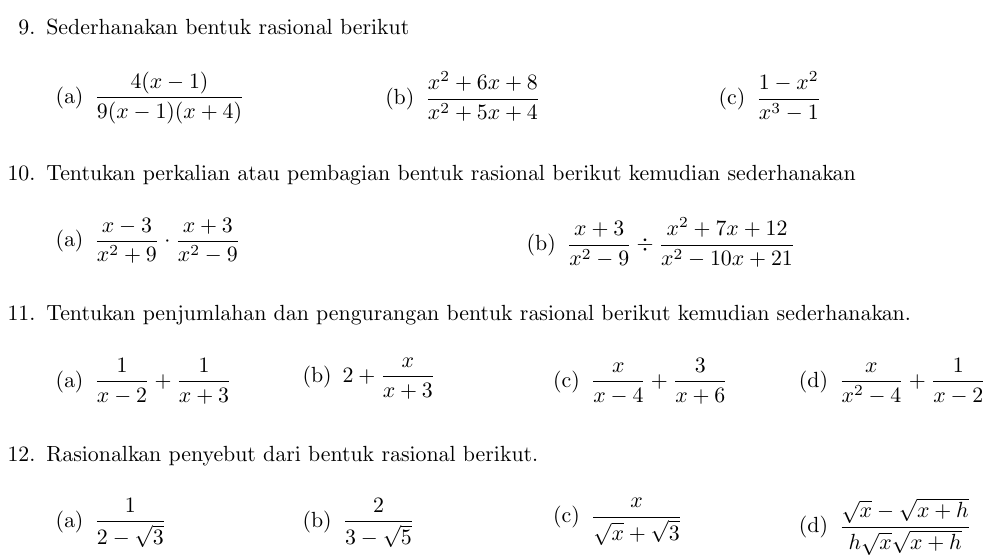 9. Sederhanakan bentuk rasional berikut
(a) \frac{4(x-1)}{9(x-1)(x+4)} (b) \frac{x^2+6x+8}{x^2+5x+4} (c) \frac{1-x^2}{x^3-1}
10. Tentukan perkalian atau pembagian bentuk rasional berikut kemudian sederhanakan
(a) \frac{x-3}{x^2+9} \cdot \frac{x+3}{x^2-9} (b) \frac{x+3}{x^2-9} \div \frac{x^2+7x+12}{x^2-10x+21}
11. Tentukan penjumlahan dan pengurangan bentuk rasional berikut kemudian sederhanakan.
(a) \frac{1}{x-2} + \frac{1}{x+3} (b) 2 + \frac{x}{x+3} (c) \frac{x}{x-4} + \frac{3}{x+6} (d) \frac{x}{x^2-4} + \frac{1}{x-2}
12. Rasionalkan penyebut dari bentuk rasional berikut.
(a) \frac{1}{2-\sqrt{3}} (b) \frac{2}{3-\sqrt{5}} (c) \frac{x}{\sqrt{x}+\sqrt{3}} (d) \frac{\sqrt{x}-\sqrt{x+h}}{h\sqrt{x}\sqrt{x+h}}